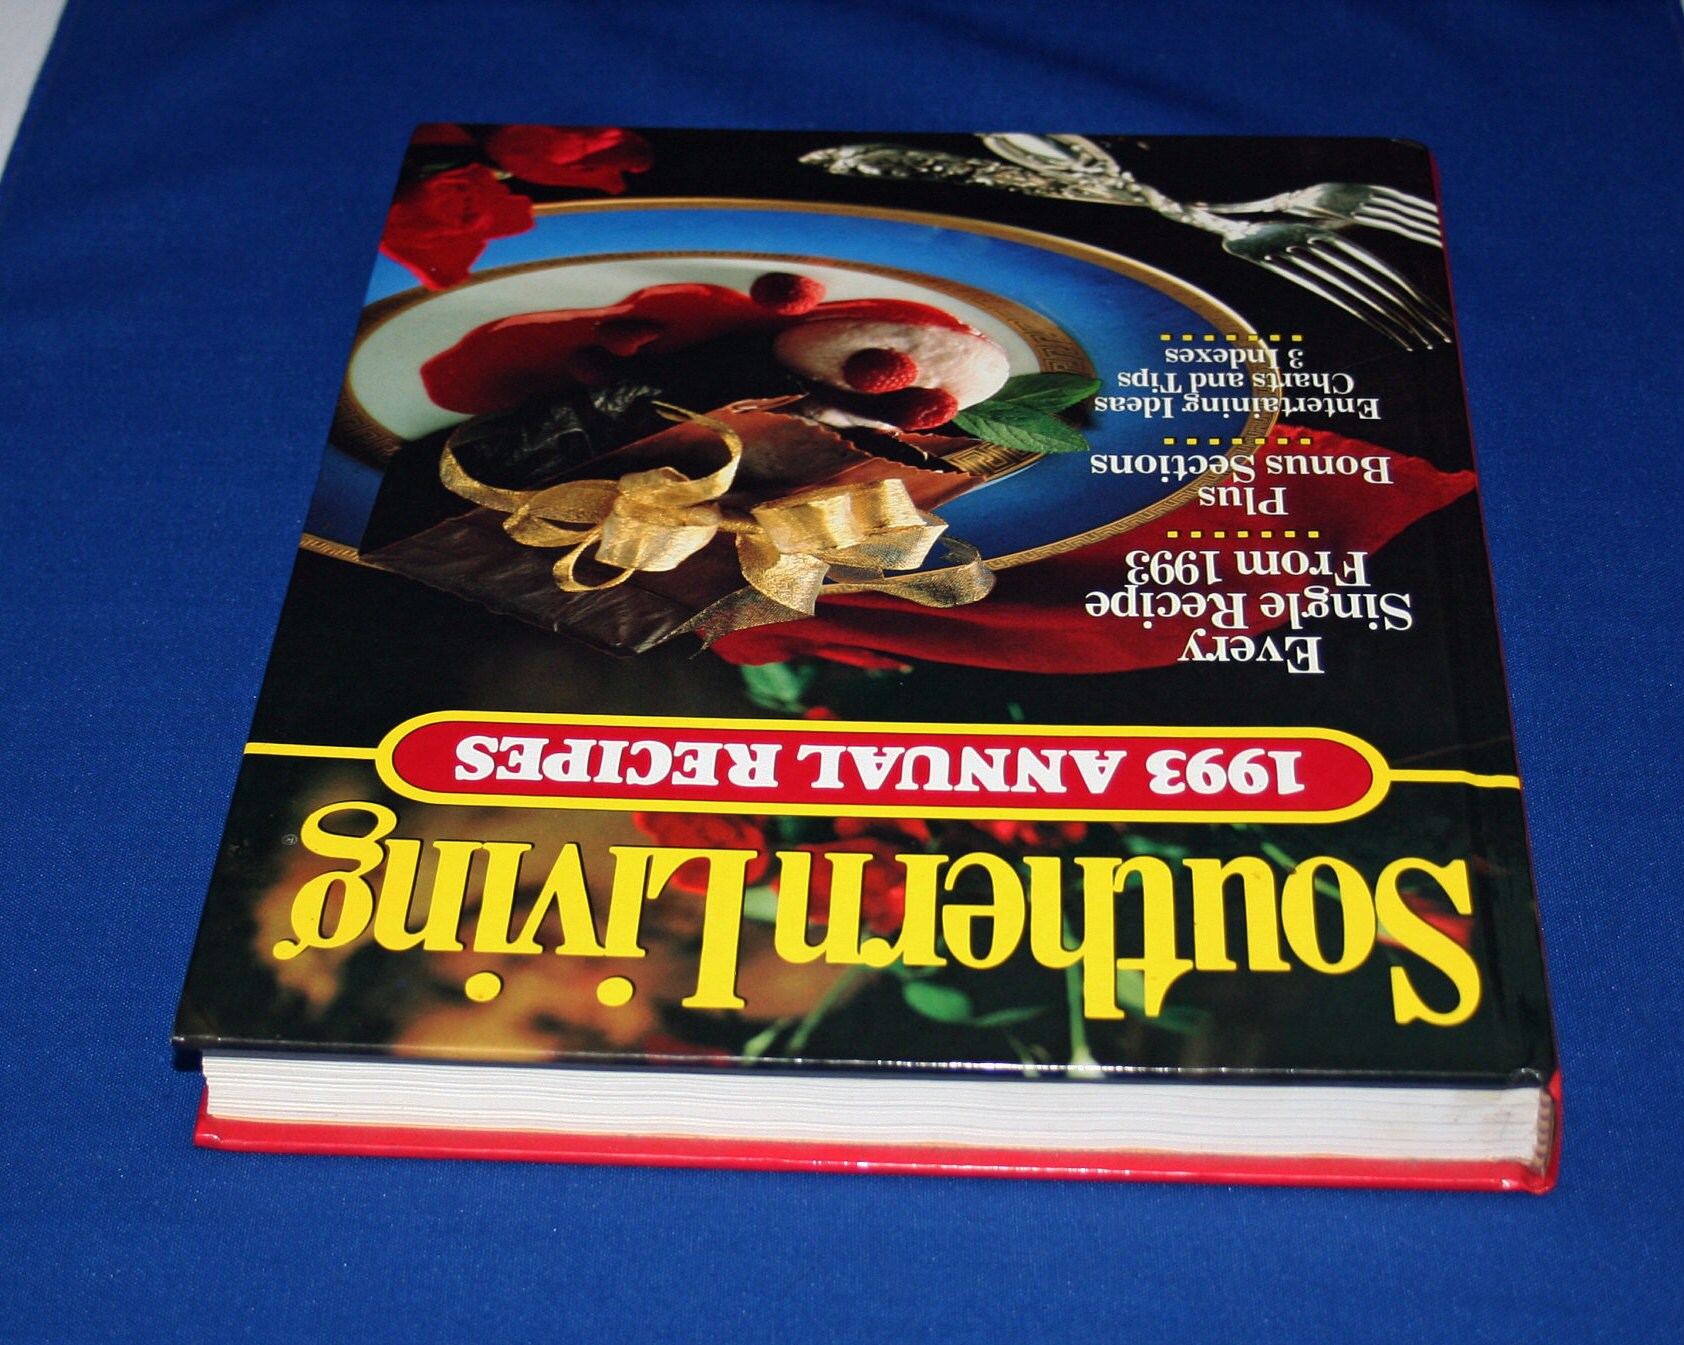 Southern Living
1993 ANNUAL RECIPES
Every
Single Recipe
From 1993
Plus
Bonus Sections
Entertaining Ideas
Charts and Tips
3 Indexes